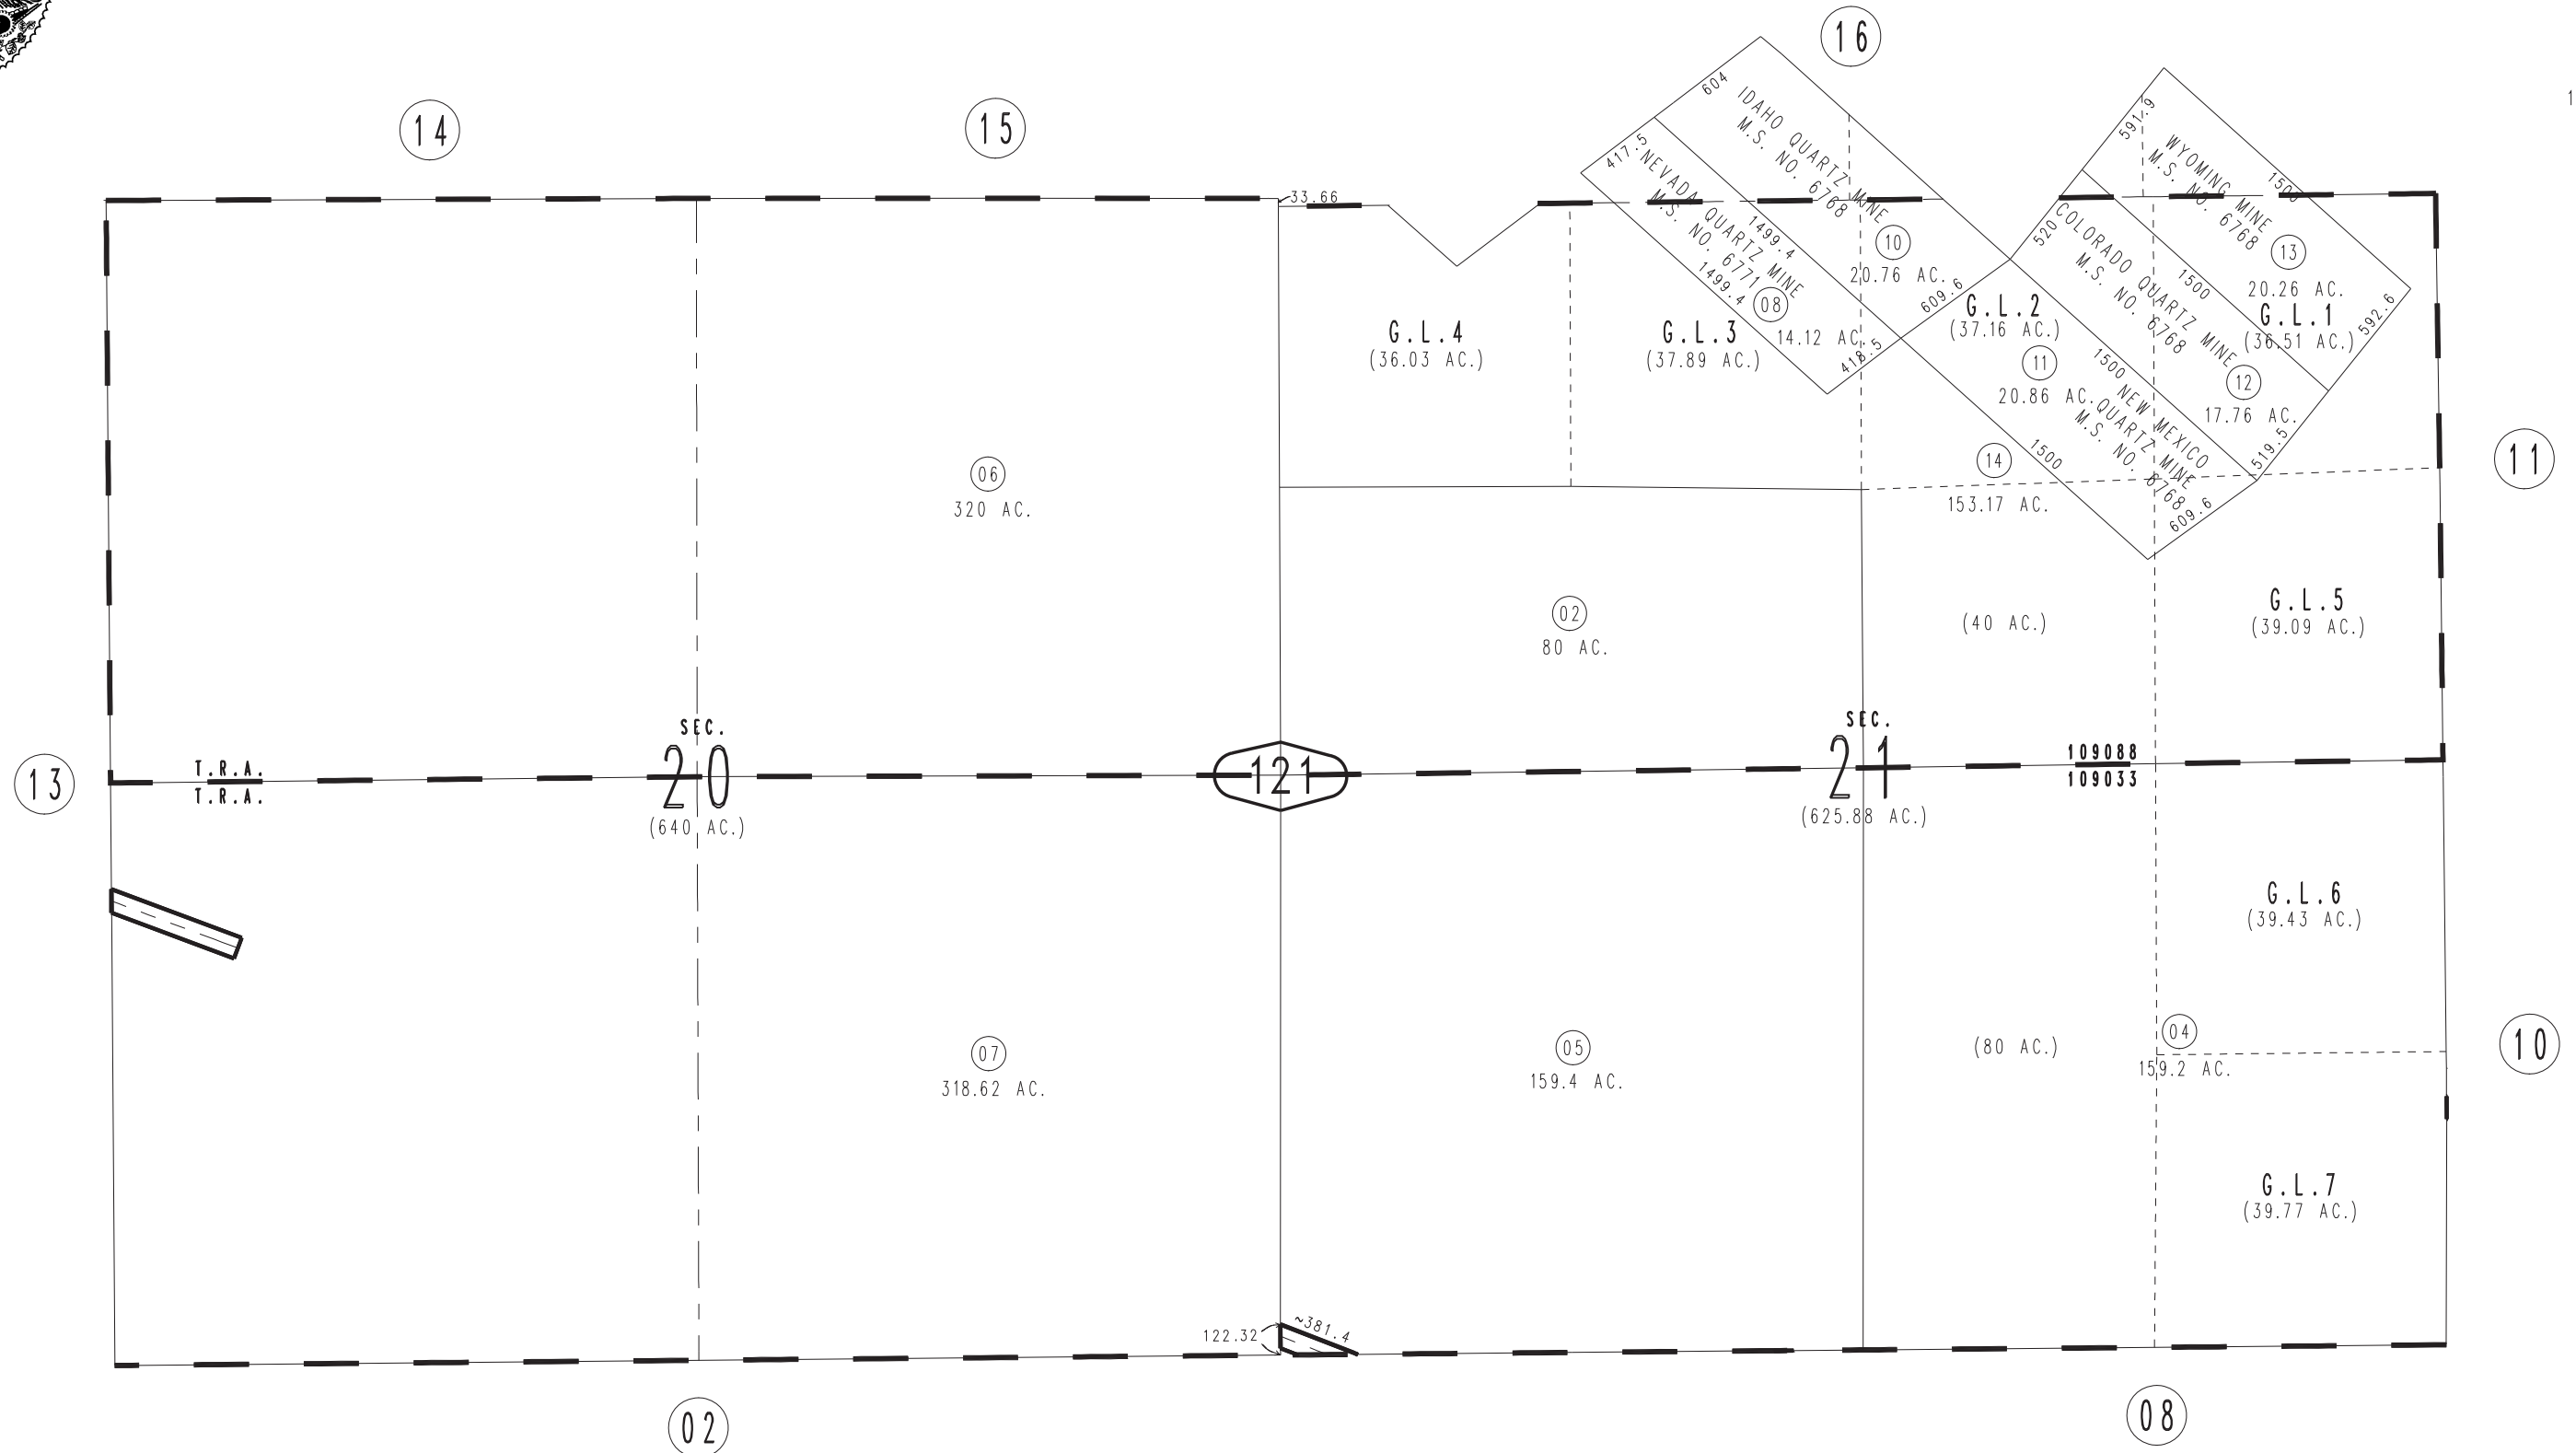 16
14
15
1
604
IDAHO QUARTZ MINE
M.S. NO. 6768
417.5
NEVADA QUARTZ MINE
M.S. NO. 6771
1499.4
1499.4
10
20.76 AC.
08
14.12 AC.
609.6
418.5
591.9
WYOMING MINE
M.S. NO. 6768
1500
13
20.26 AC.
520
COLORADO QUARTZ MINE
M.S. NO. 6768
1500
592.6
33.66
G.L.4
(36.03 AC.)
G.L.3
(37.89 AC.)
G.L.2
(37.16 AC.)
G.L.1
(36.51 AC.)
11
20.86 AC.
1500
NEW MEXICO
QUARTZ MINE
M.S. NO. 6768
12
17.76 AC.
519.5
1500
609.6
11
14
153.17 AC.
06
320 AC.
02
80 AC.
(40 AC.)
G.L.5
(39.09 AC.)
13
T.R.A.
T.R.A.
SEC.
20
(640 AC.)
121
SEC.
21
(625.88 AC.)
109088
109033
G.L.6
(39.43 AC.)
07
318.62 AC.
05
159.4 AC.
(80 AC.)
04
159.2 AC.
10
G.L.7
(39.77 AC.)
122.32
~381.4
02
08